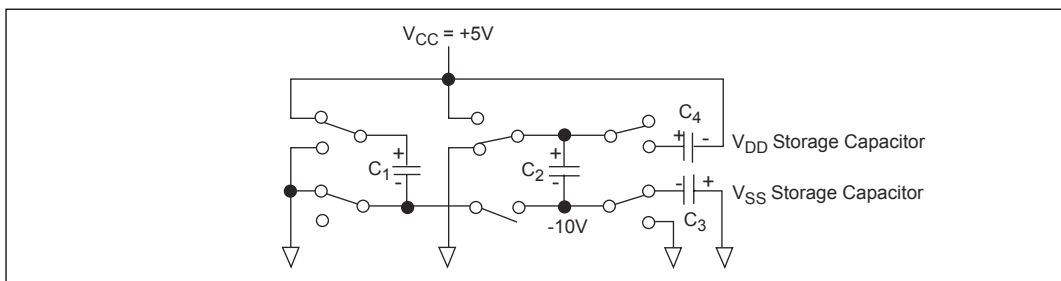 VCC = +5V
C4
+ -
VDD Storage Capacitor
+
C1
-
+
C2
-
- +
VSS Storage Capacitor
C3
-10V